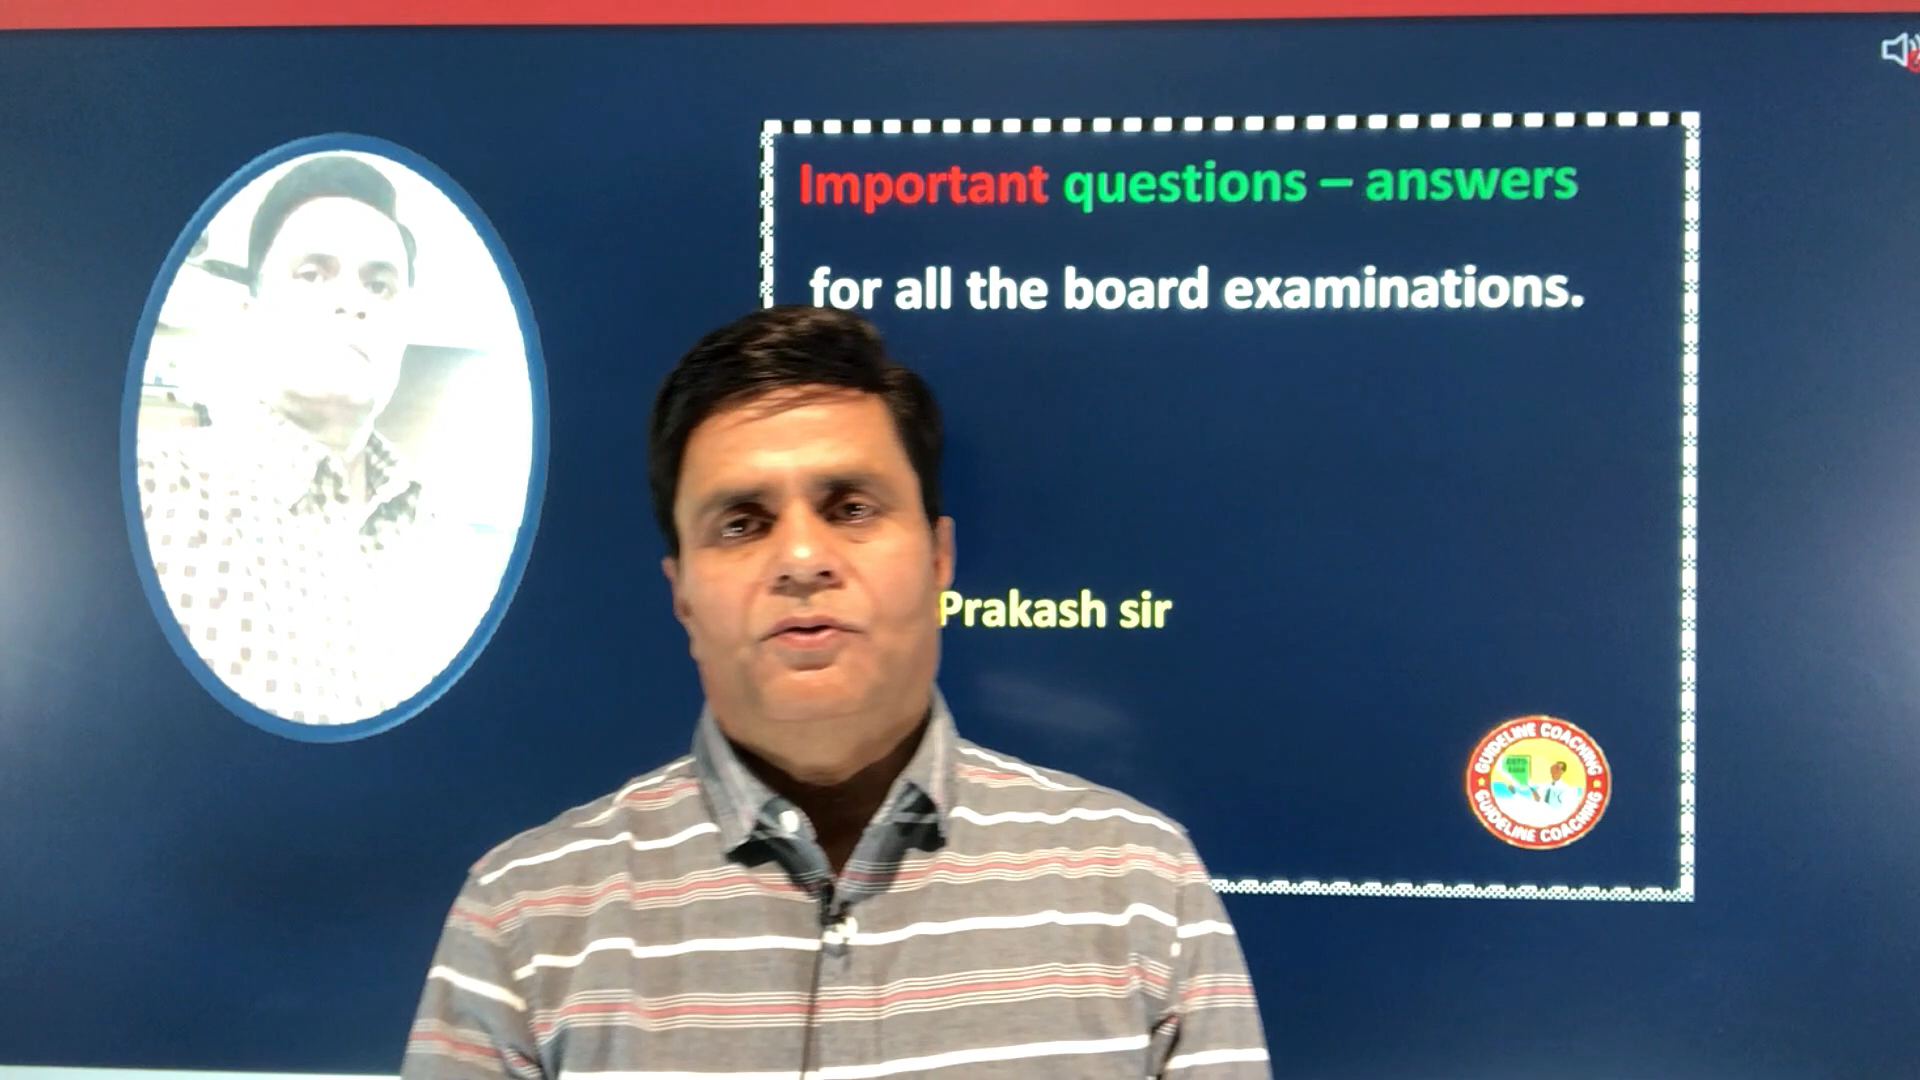 Important questions – answers
for all the board examinations.
Prakash sir
GUIDELINE COACHING
GUIDELINE COACHING